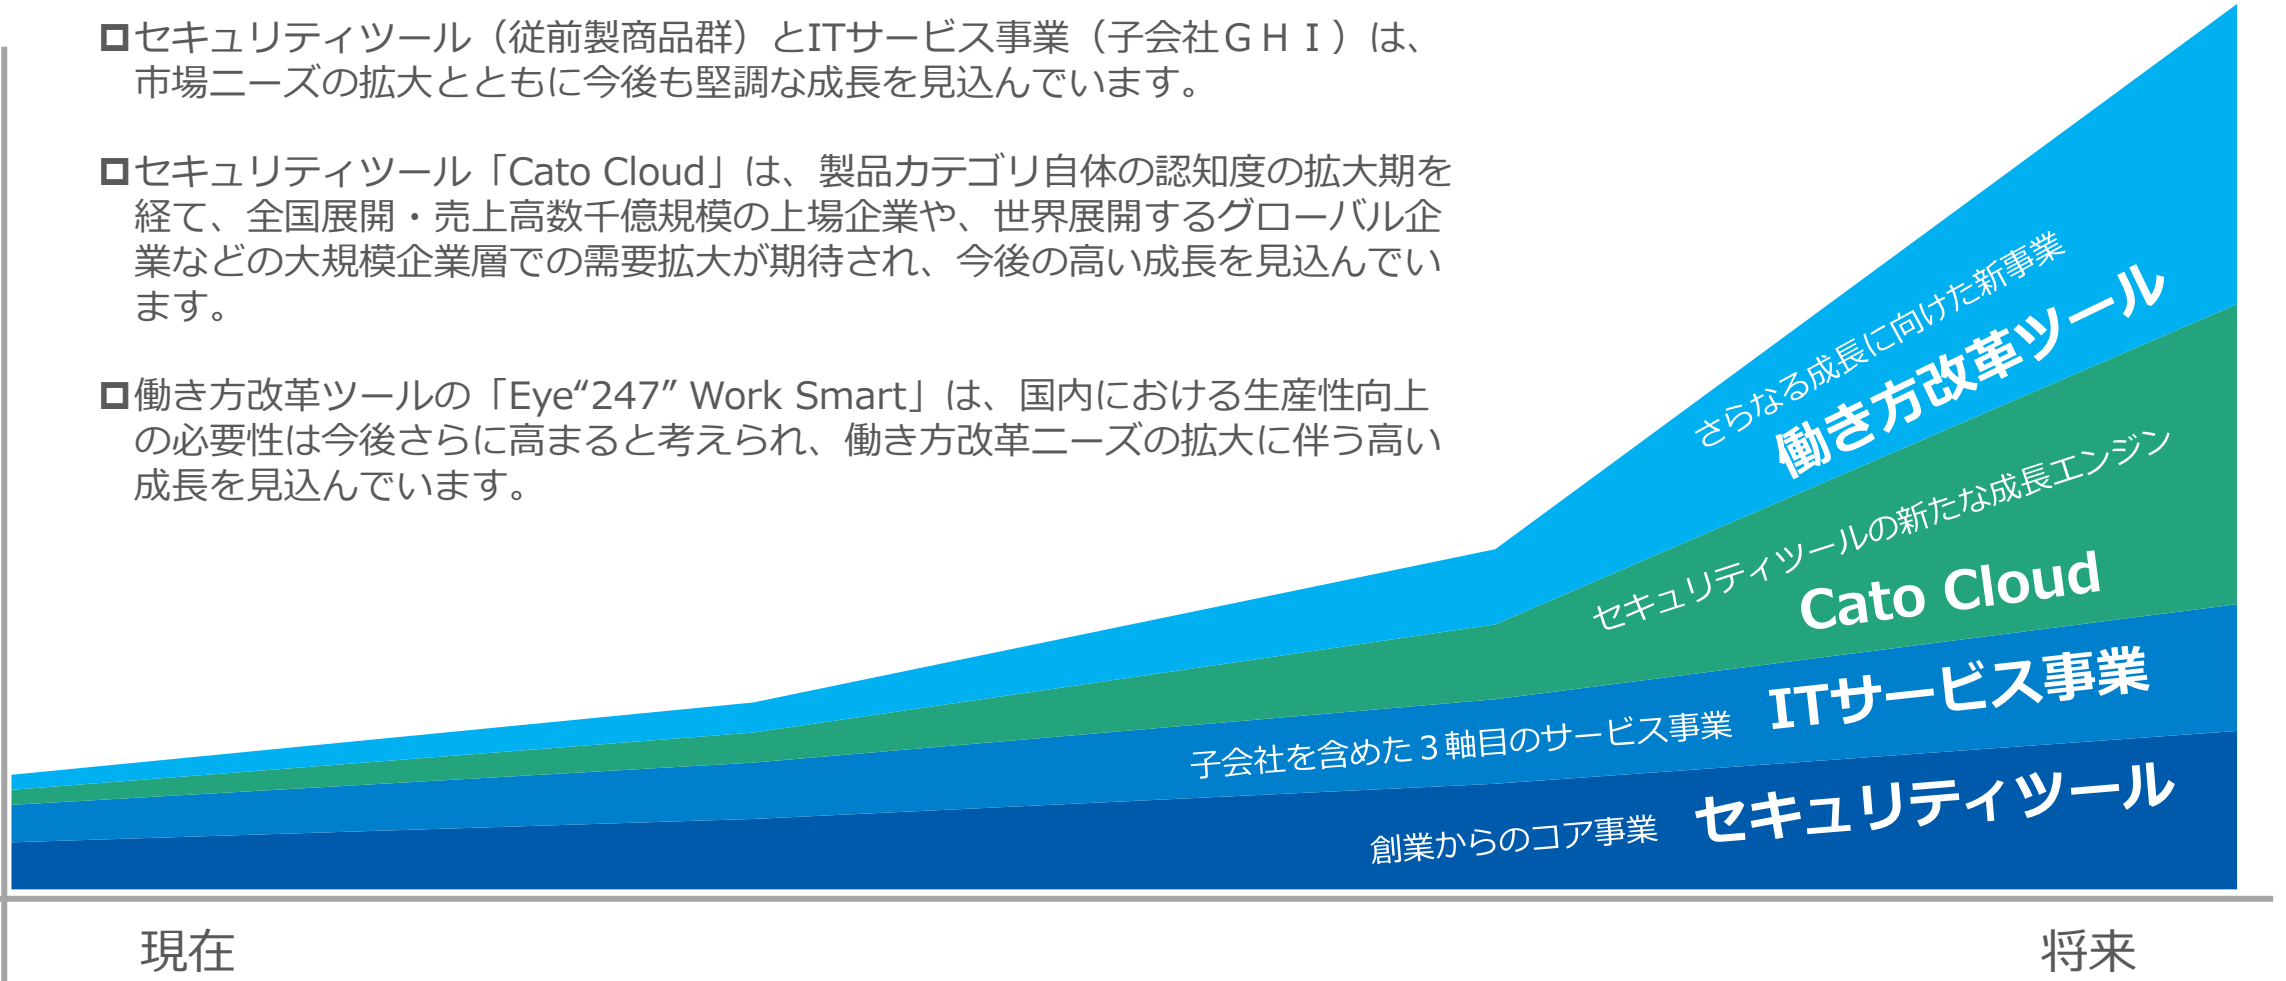 セキュリティツール（従前製商品群）とITサービス事業（子会社ＧＨＩ）は、
市場ニーズの拡大とともに今後も堅調な成長を見込んでいます。
セキュリティツール「Cato Cloud」は、製品カテゴリ自体の認知度の拡大期を
経て、全国展開・売上高数千億規模の上場企業や、世界展開するグローバル企
業などの大規模企業層での需要拡大が期待され、今後の高い成長を見込んでい
ます。
働き方改革ツールの「Eye“247” Work Smart」は、国内における生産性向上
の必要性は今後さらに高まると考えられ、働き方改革ニーズの拡大に伴う高い
成長を見込んでいます。
さらなる成長に向けた新事業
働き方改革ツール
セキュリティツールの新たな成長エンジン
Cato Cloud
子会社を含めた３軸目のサービス事業 ITサービス事業
創業からのコア事業 セキュリティツール
現在 将来